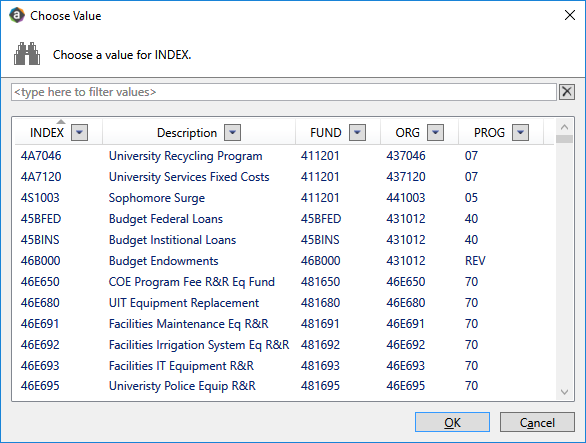 Choose Value
Choose a value for INDEX.
<type here to filter values>
INDEX Description FUND ORG PROG
4A7046 University Recycling Program 411201 437046 07
4A7120 University Services Fixed Costs 411201 437120 07
4S1003 Sophomore Surge 411201 441003 05
45BFED Budget Federal Loans 45BFED 431012 40
45BINS Budget Institional Loans 45BINS 431012 40
46B000 Budget Endowments 46B000 431012 REV
46E650 COE Program Fee R&R Eq Fund 481650 46E650 70
46E680 UIT Equipment Replacement 481680 46E680 70
46E691 Facilities Maintenance Eq R&R 481691 46E691 70
46E692 Facilities Irrigation System Eq R&R 481692 46E692 70
46E693 Facilities IT Equipment R&R 481693 46E693 70
46E695 Univeristy Police Equip R&R 481695 46E695 70
OK Cancel